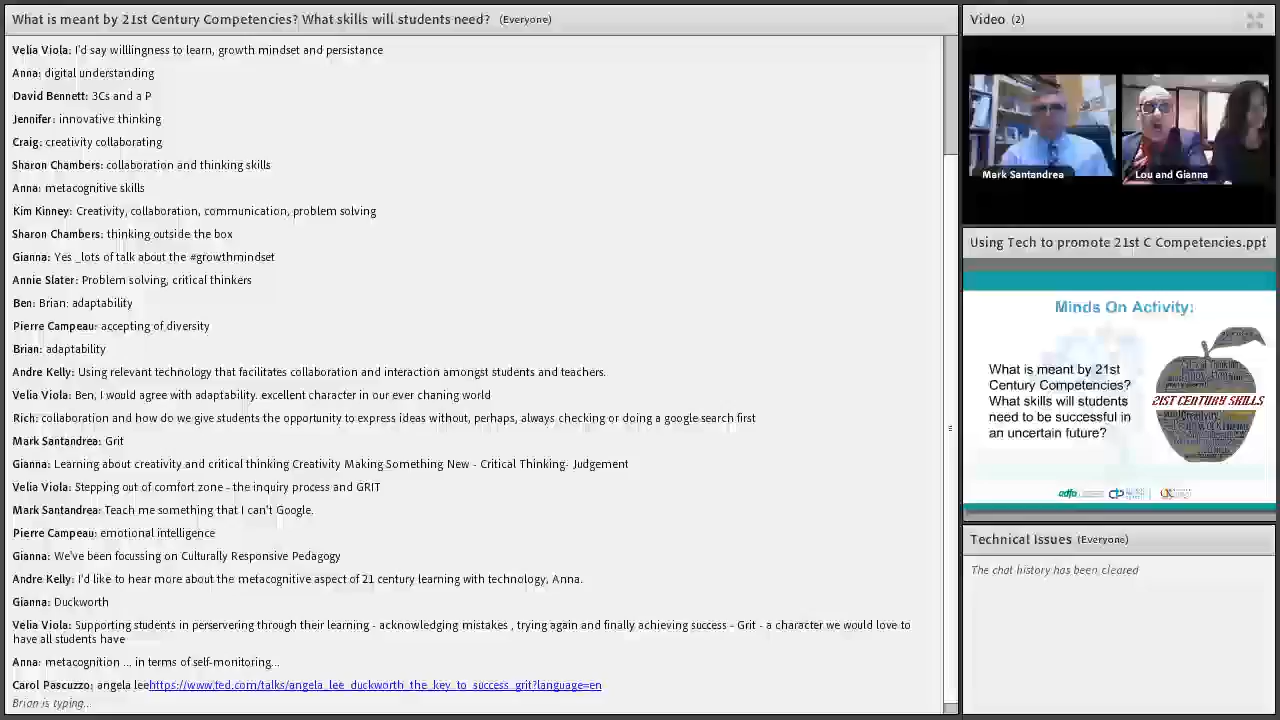 What is meant by 21st Century Competencies? What skills will students need? (Everyone)
Velia Viola: I'd say willlingness to learn, growth mindset and persistance
Anna: digital understanding
David Bennett: 3Cs and a P
Jennifer: innovative thinking
Craig: creativity collaborating
Sharon Chambers: collaboration and thinking skills
Anna: metacognitive skills
Kim Kinney: Creativity, collaboration, communication, problem solving
Sharon Chambers: thinking outside the box
Gianna: Yes _lots of talk about the #growthmindset
Annie Slater: Problem solving, critical thinkers
Ben: Brian: adaptability
Pierre Campeau: accepting of diversity
Brian: adaptability
Andre Kelly: Using relevant technology that facilitates collaboration and interaction amongst students and teachers.
Velia Viola: Ben, I would agree with adaptability. excellent character in our ever chaning world
Rich: collaboration and how do we give students the opportunity to express ideas without, perhaps, always checking or doing a google search first
Mark Santandrea: Grit
Gianna: Learning about creativity and critical thinking Creativity Making Something New - Critical Thinking- Judgement
Velia Viola: Stepping out of comfort zone - the inquiry process and GRIT
Mark Santandrea: Teach me something that I can't Google.
Pierre Campeau: emotional intelligence
Gianna: We've been focussing on Culturally Responsive Pedagogy
Andre Kelly: I'd like to hear more about the metacognitive aspect of 21 century learning with technology, Anna.
Gianna: Duckworth
Velia Viola: Supporting students in perservering through their learning - acknowledging mistakes , trying again and finally achieving success - Grit - a character we would love to
have all students have
Anna: metacognition ... in terms of self-monitoring...
Carol Pascuzzo: angela leehttps://www.ted.com/talks/angela_lee_duckworth_the_key_to_success_grit?language=en
Brian is typing...
Video (2)
Mark Santandrea
Lou and Gianna
Using Tech to promote 21st C Competencies.ppt
Minds On Activity:
What is meant by 21st
Century Competencies?
What skills will students
need to be successful in
an uncertain future?
21ST CENTURY SKILLS
Technical Issues (Everyone)
The chat history has been cleared